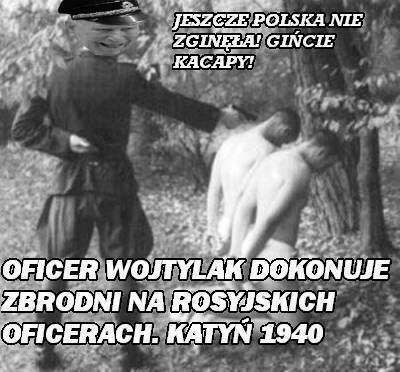 JESZCZE POLSKA NIE
ZGINĘŁA! GIŃCIE
KACAPY!
OFICER WOJTYLAK DOKONUJE
ZBRODNI NA ROSYJSKICH
OFICERACH. KATYŃ 1940